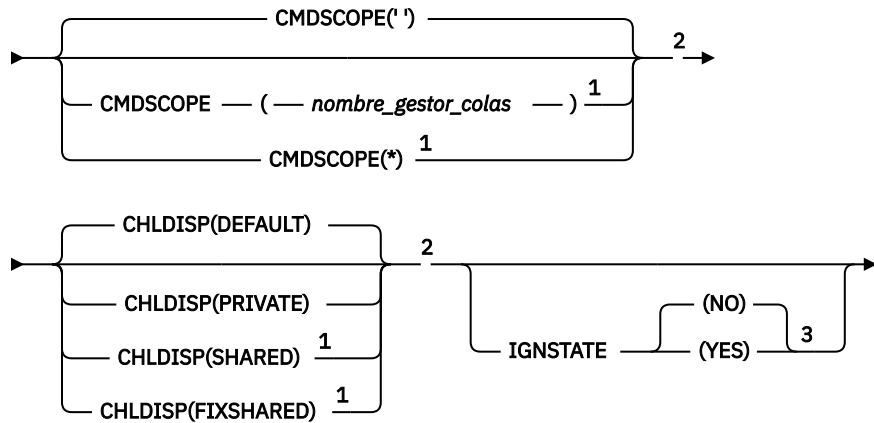 CMDSCOPE(' ')
2
CMDSCOPE ( nombre_gestor_colas ) 1
CMDSCOPE(*) 1
CHLDISP(DEFAULT)
2
CHLDISP(PRIVATE)
(NO)
CHLDISP(SHARED) 1
IGNSTATE (YES) 3
CHLDISP(FIXSHARED) 1